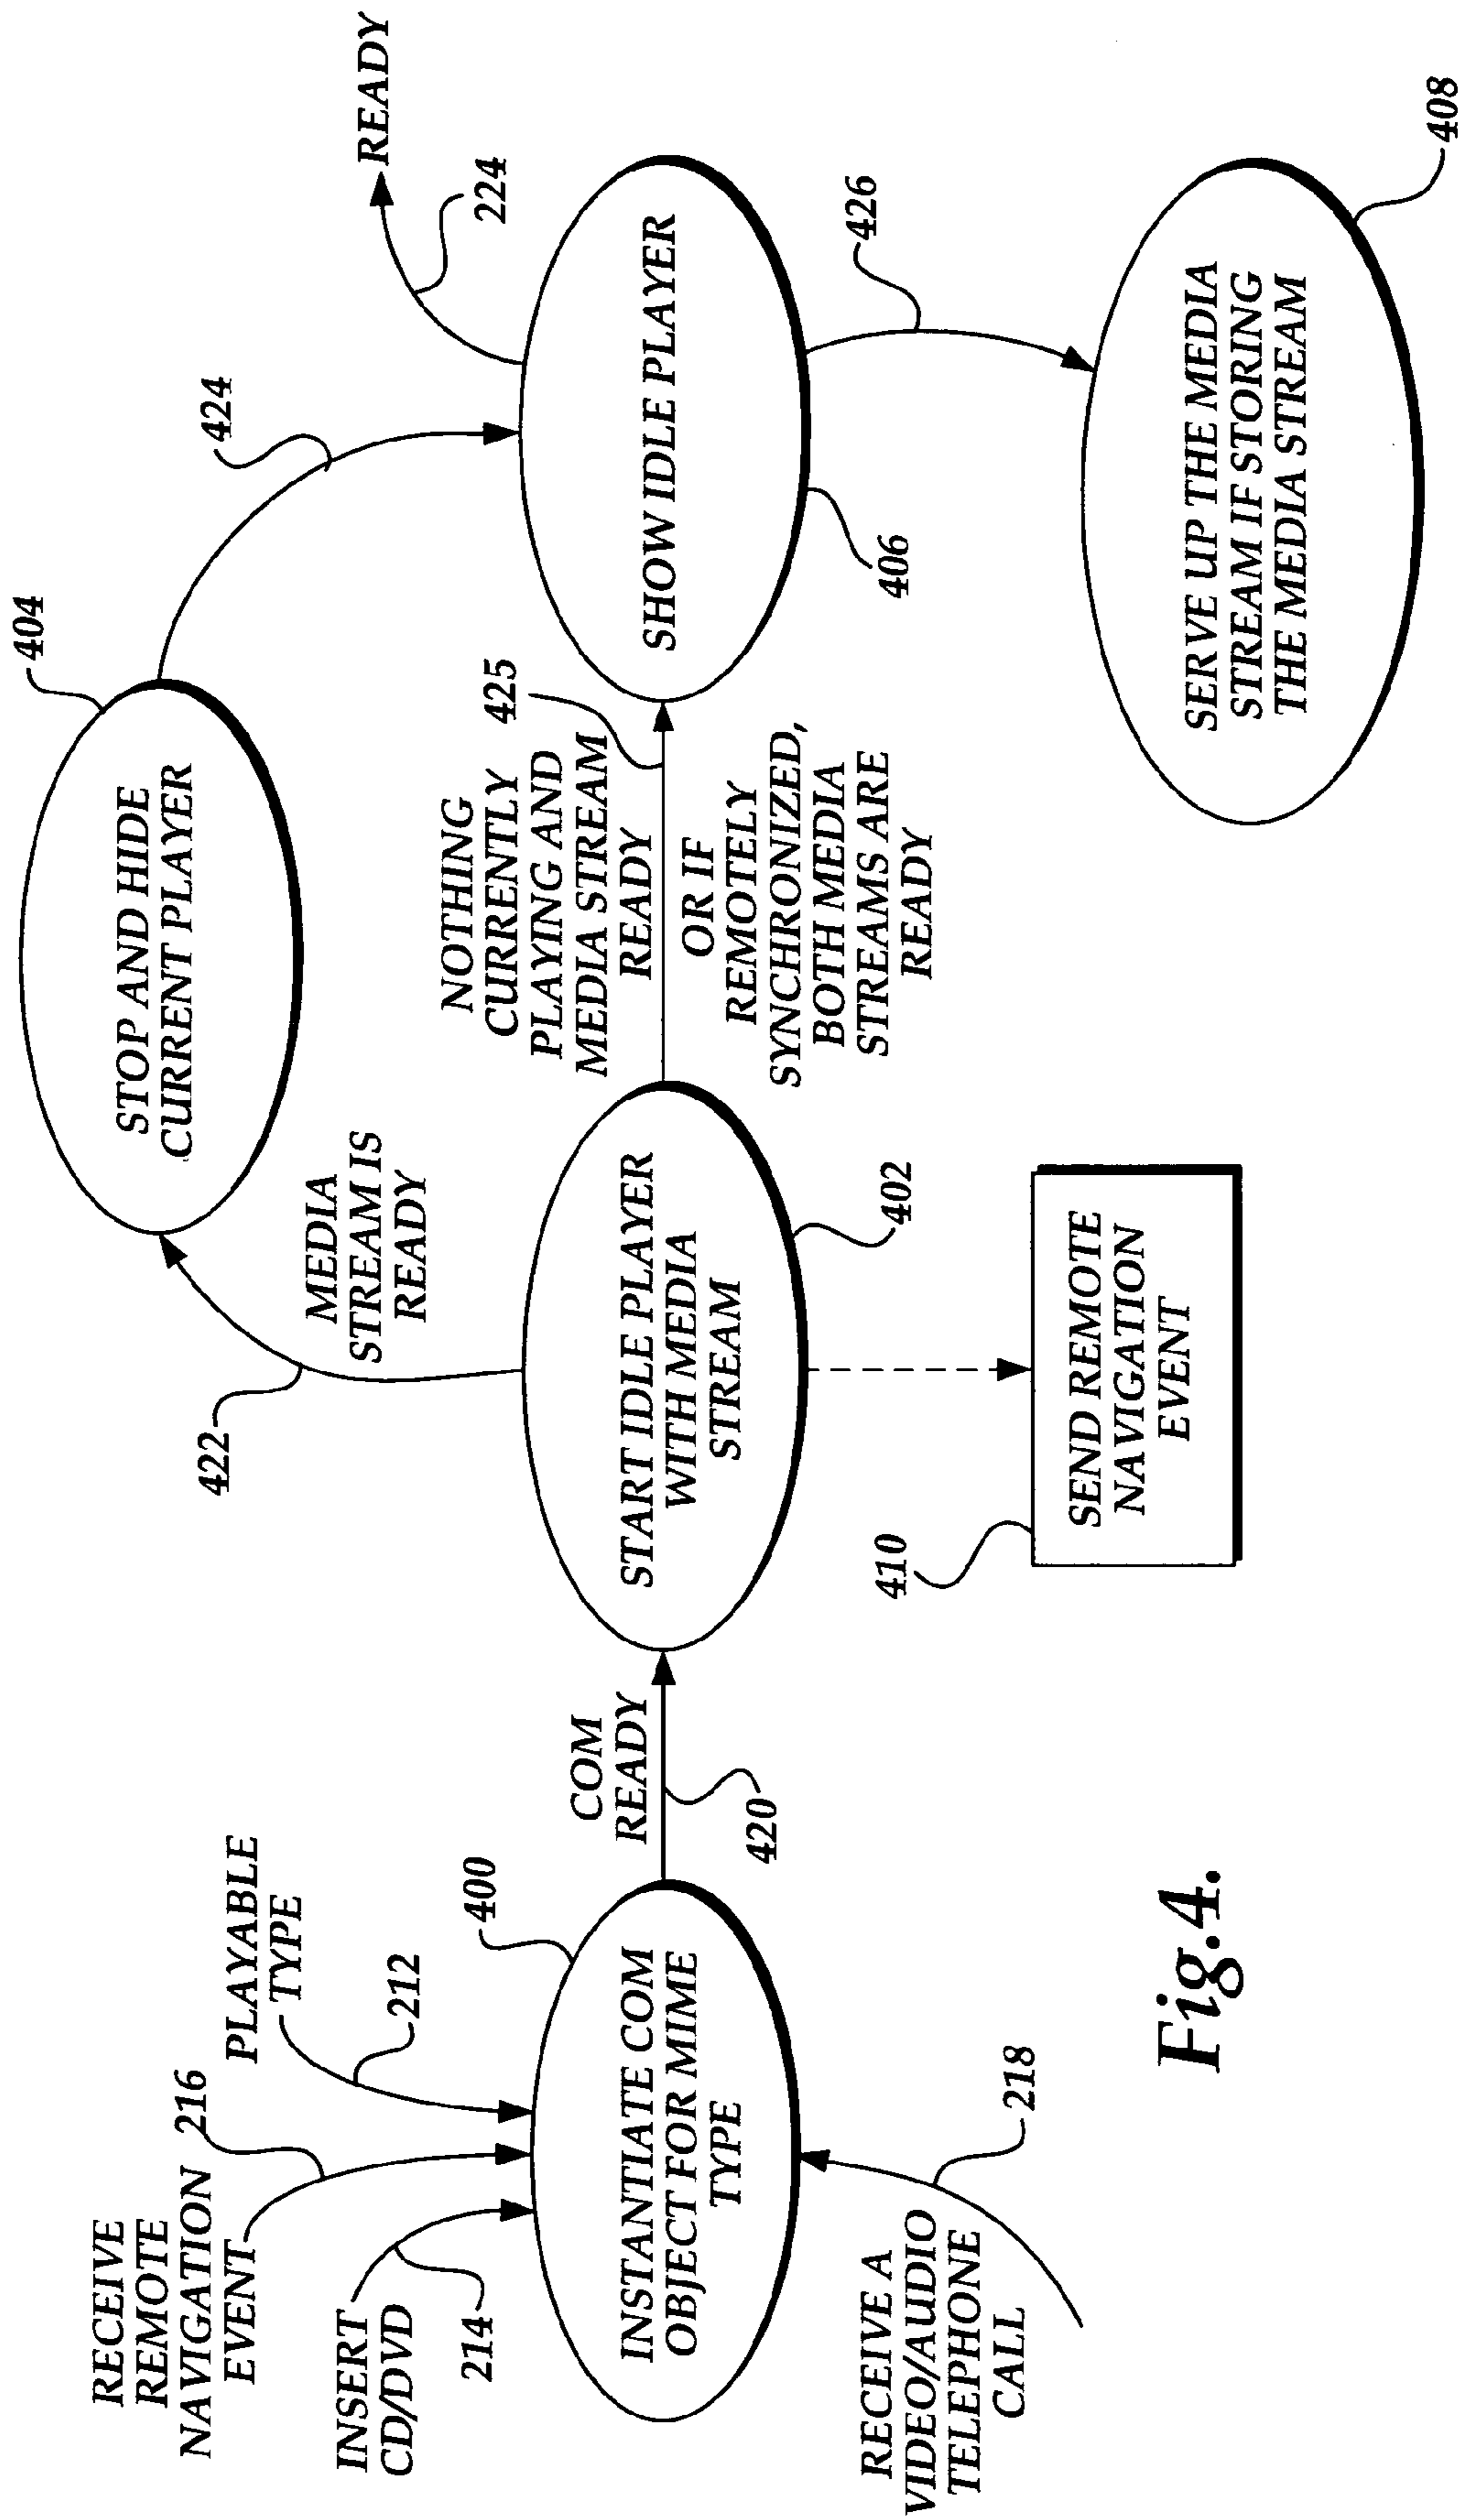 RECEIVE
REMOTE
NAVIGATION
EVENT
216
PLAYABLE
TYPE
212
INSERT
CD/DVD
214
400
INSTANTIATE COM
OBJECT FOR MIME
TYPE
RECEIVE A
VIDEO/AUDIO
TELEPHONE
CALL
218
COM
READY
420
422
MEDIA
STREAM IS
READY
START IDLE PLAYER
WITH MEDIA
STREAM
402
410
SEND REMOTE
NAVIGATION
EVENT
404
STOP AND HIDE
CURRENT PLAYER
NOTHING
CURRENTLY
PLAYING AND
MEDIA STREAM
READY
425
OR IF
REMOTELY
SYNCHRONIZED,
BOTH MEDIA
STREAMS ARE
READY
424
READY
224
SHOW IDLE PLAYER
406
426
SERVE UP THE MEDIA
STREAM IF STORING
THE MEDIA STREAM
408
Fig.4.